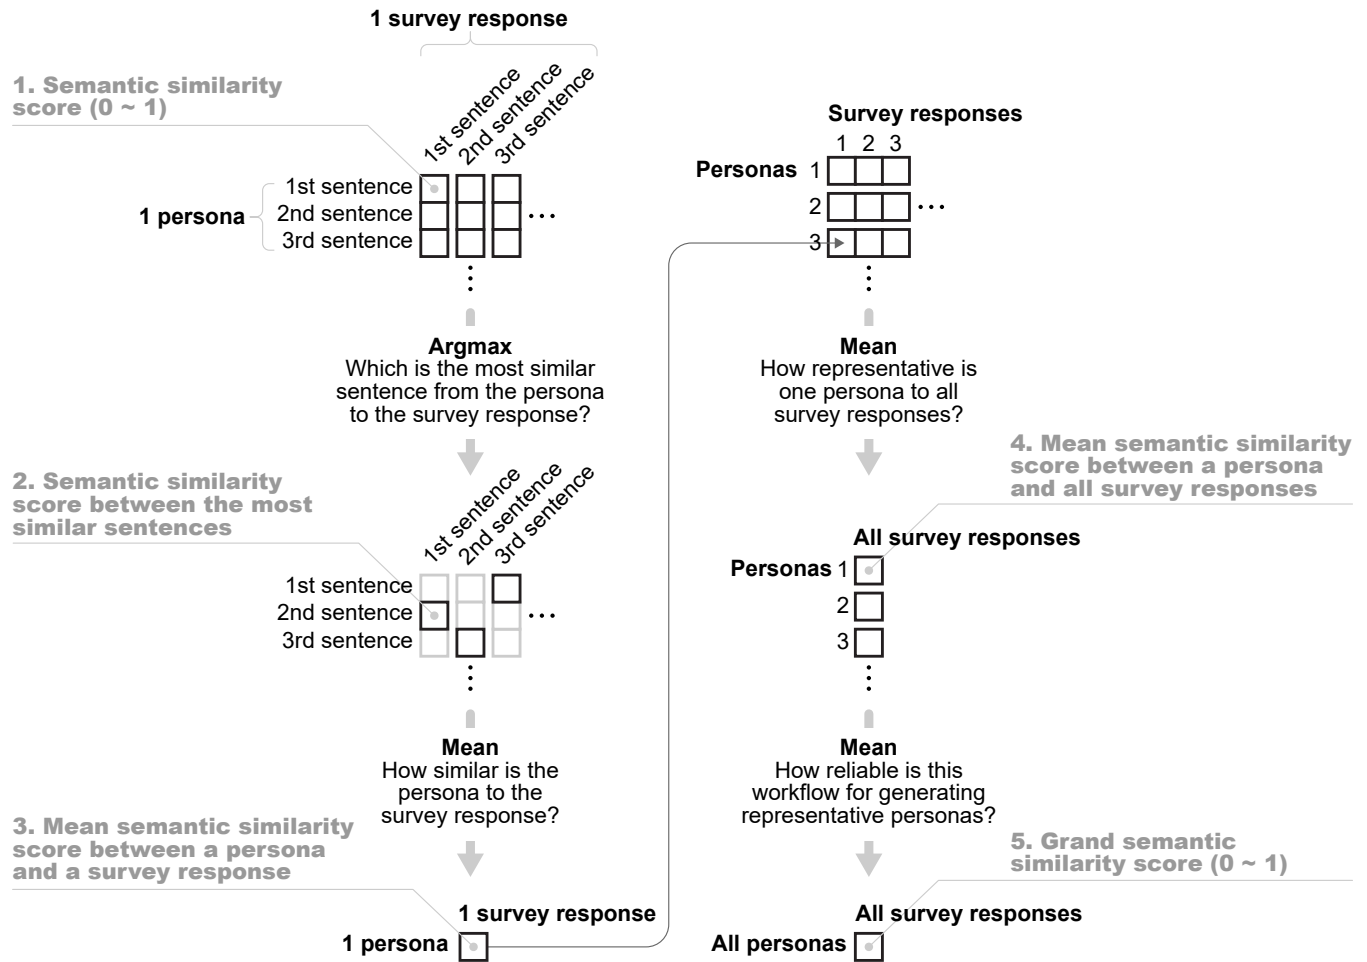 1 survey response
1. Semantic similarity
score (0 ~ 1)
1st sentence
2nd sentence
3rd sentence
1 persona
1st sentence
2nd sentence
3rd sentence
...
Argmax
Which is the most similar
sentence from the persona
to the survey response?
2. Semantic similarity
score between the most
similar sentences
1st sentence
2nd sentence
3rd sentence
1st sentence
2nd sentence
3rd sentence
...
Mean
How similar is the
persona to the
survey response?
3. Mean semantic similarity
score between a persona
and a survey response
1 survey response
1 persona
Survey responses
1 2 3
Personas 1
2
...
3
Mean
How representative is
one persona to all
survey responses?
4. Mean semantic similarity
score between a persona
and all survey responses
All survey responses
Personas 1
2
3
Mean
How reliable is this
workflow for generating
representative personas?
5. Grand semantic
similarity score (0 ~ 1)
All survey responses
All personas